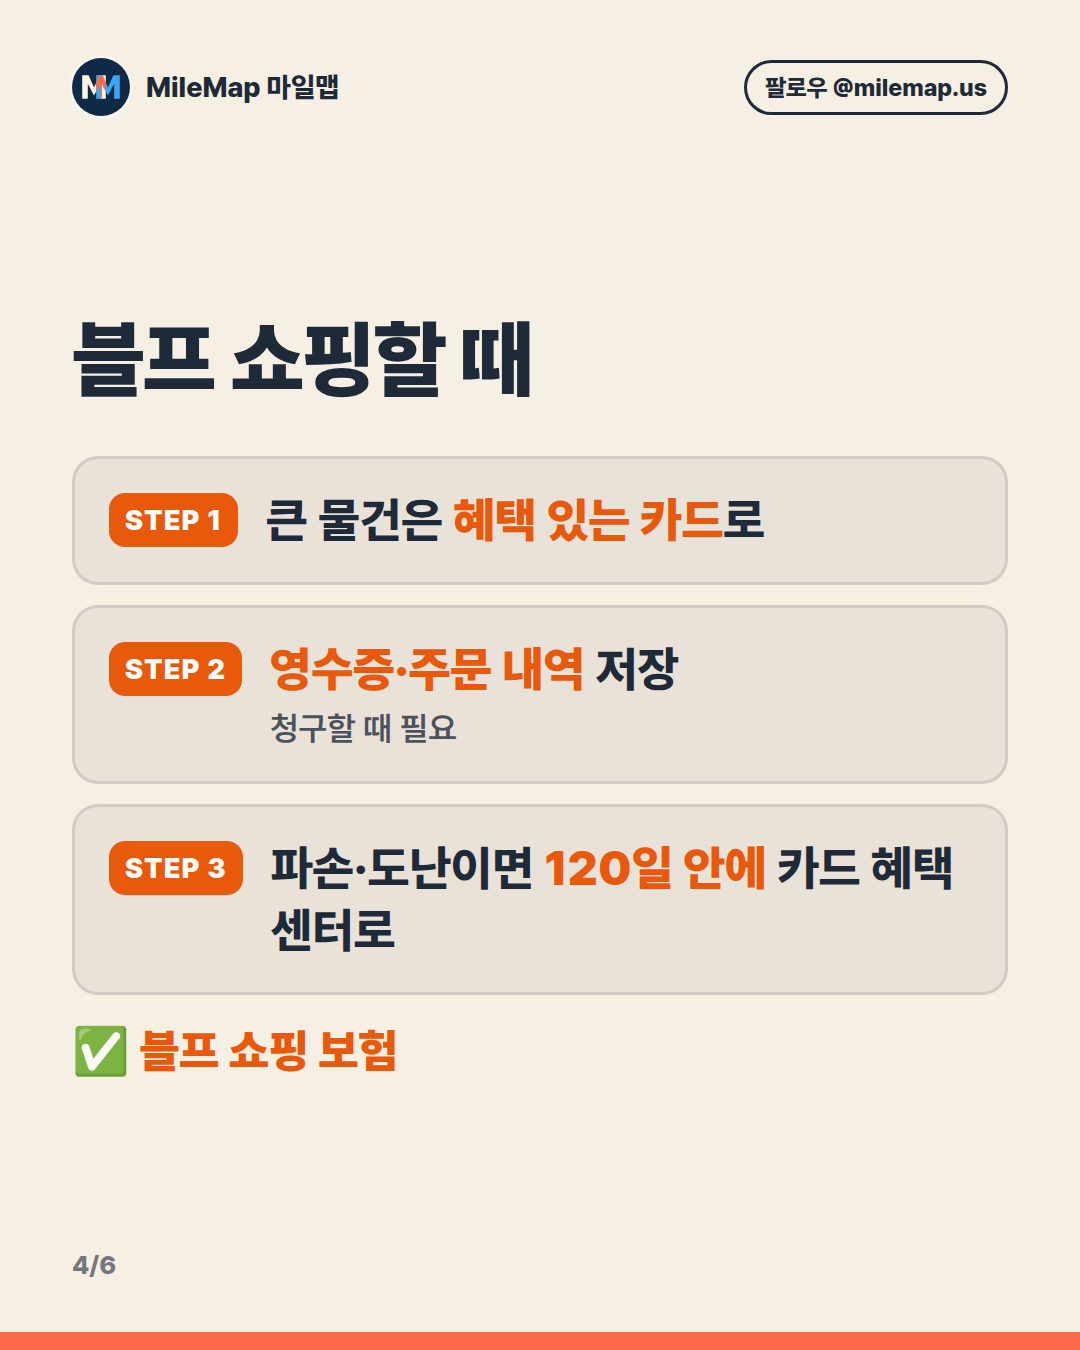 MM MileMap 마일맵
팔로우 @milemap.us
블프 쇼핑할 때
STEP 1 큰 물건은 혜택 있는 카드로
STEP 2 영수증·주문 내역 저장
청구할 때 필요
STEP 3 파손·도난이면 120일 안에 카드 혜택
센터로
✅ 블프 쇼핑 보험
4/6